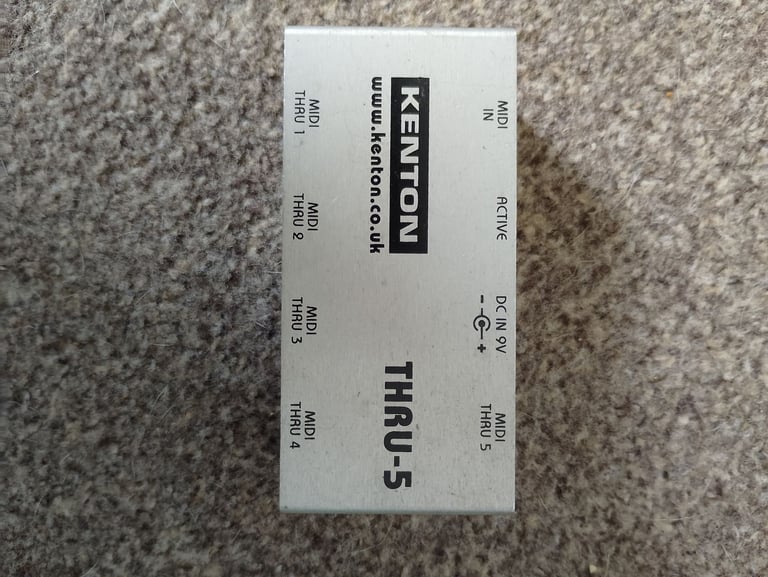 MIDI
IN
ACTIVE
DC IN 9V
- +
MIDI
THRU 5
KENTON
www.kenton.co.uk
THRU-5
MIDI
THRU 1
MIDI
THRU 2
MIDI
THRU 3
MIDI
THRU 4